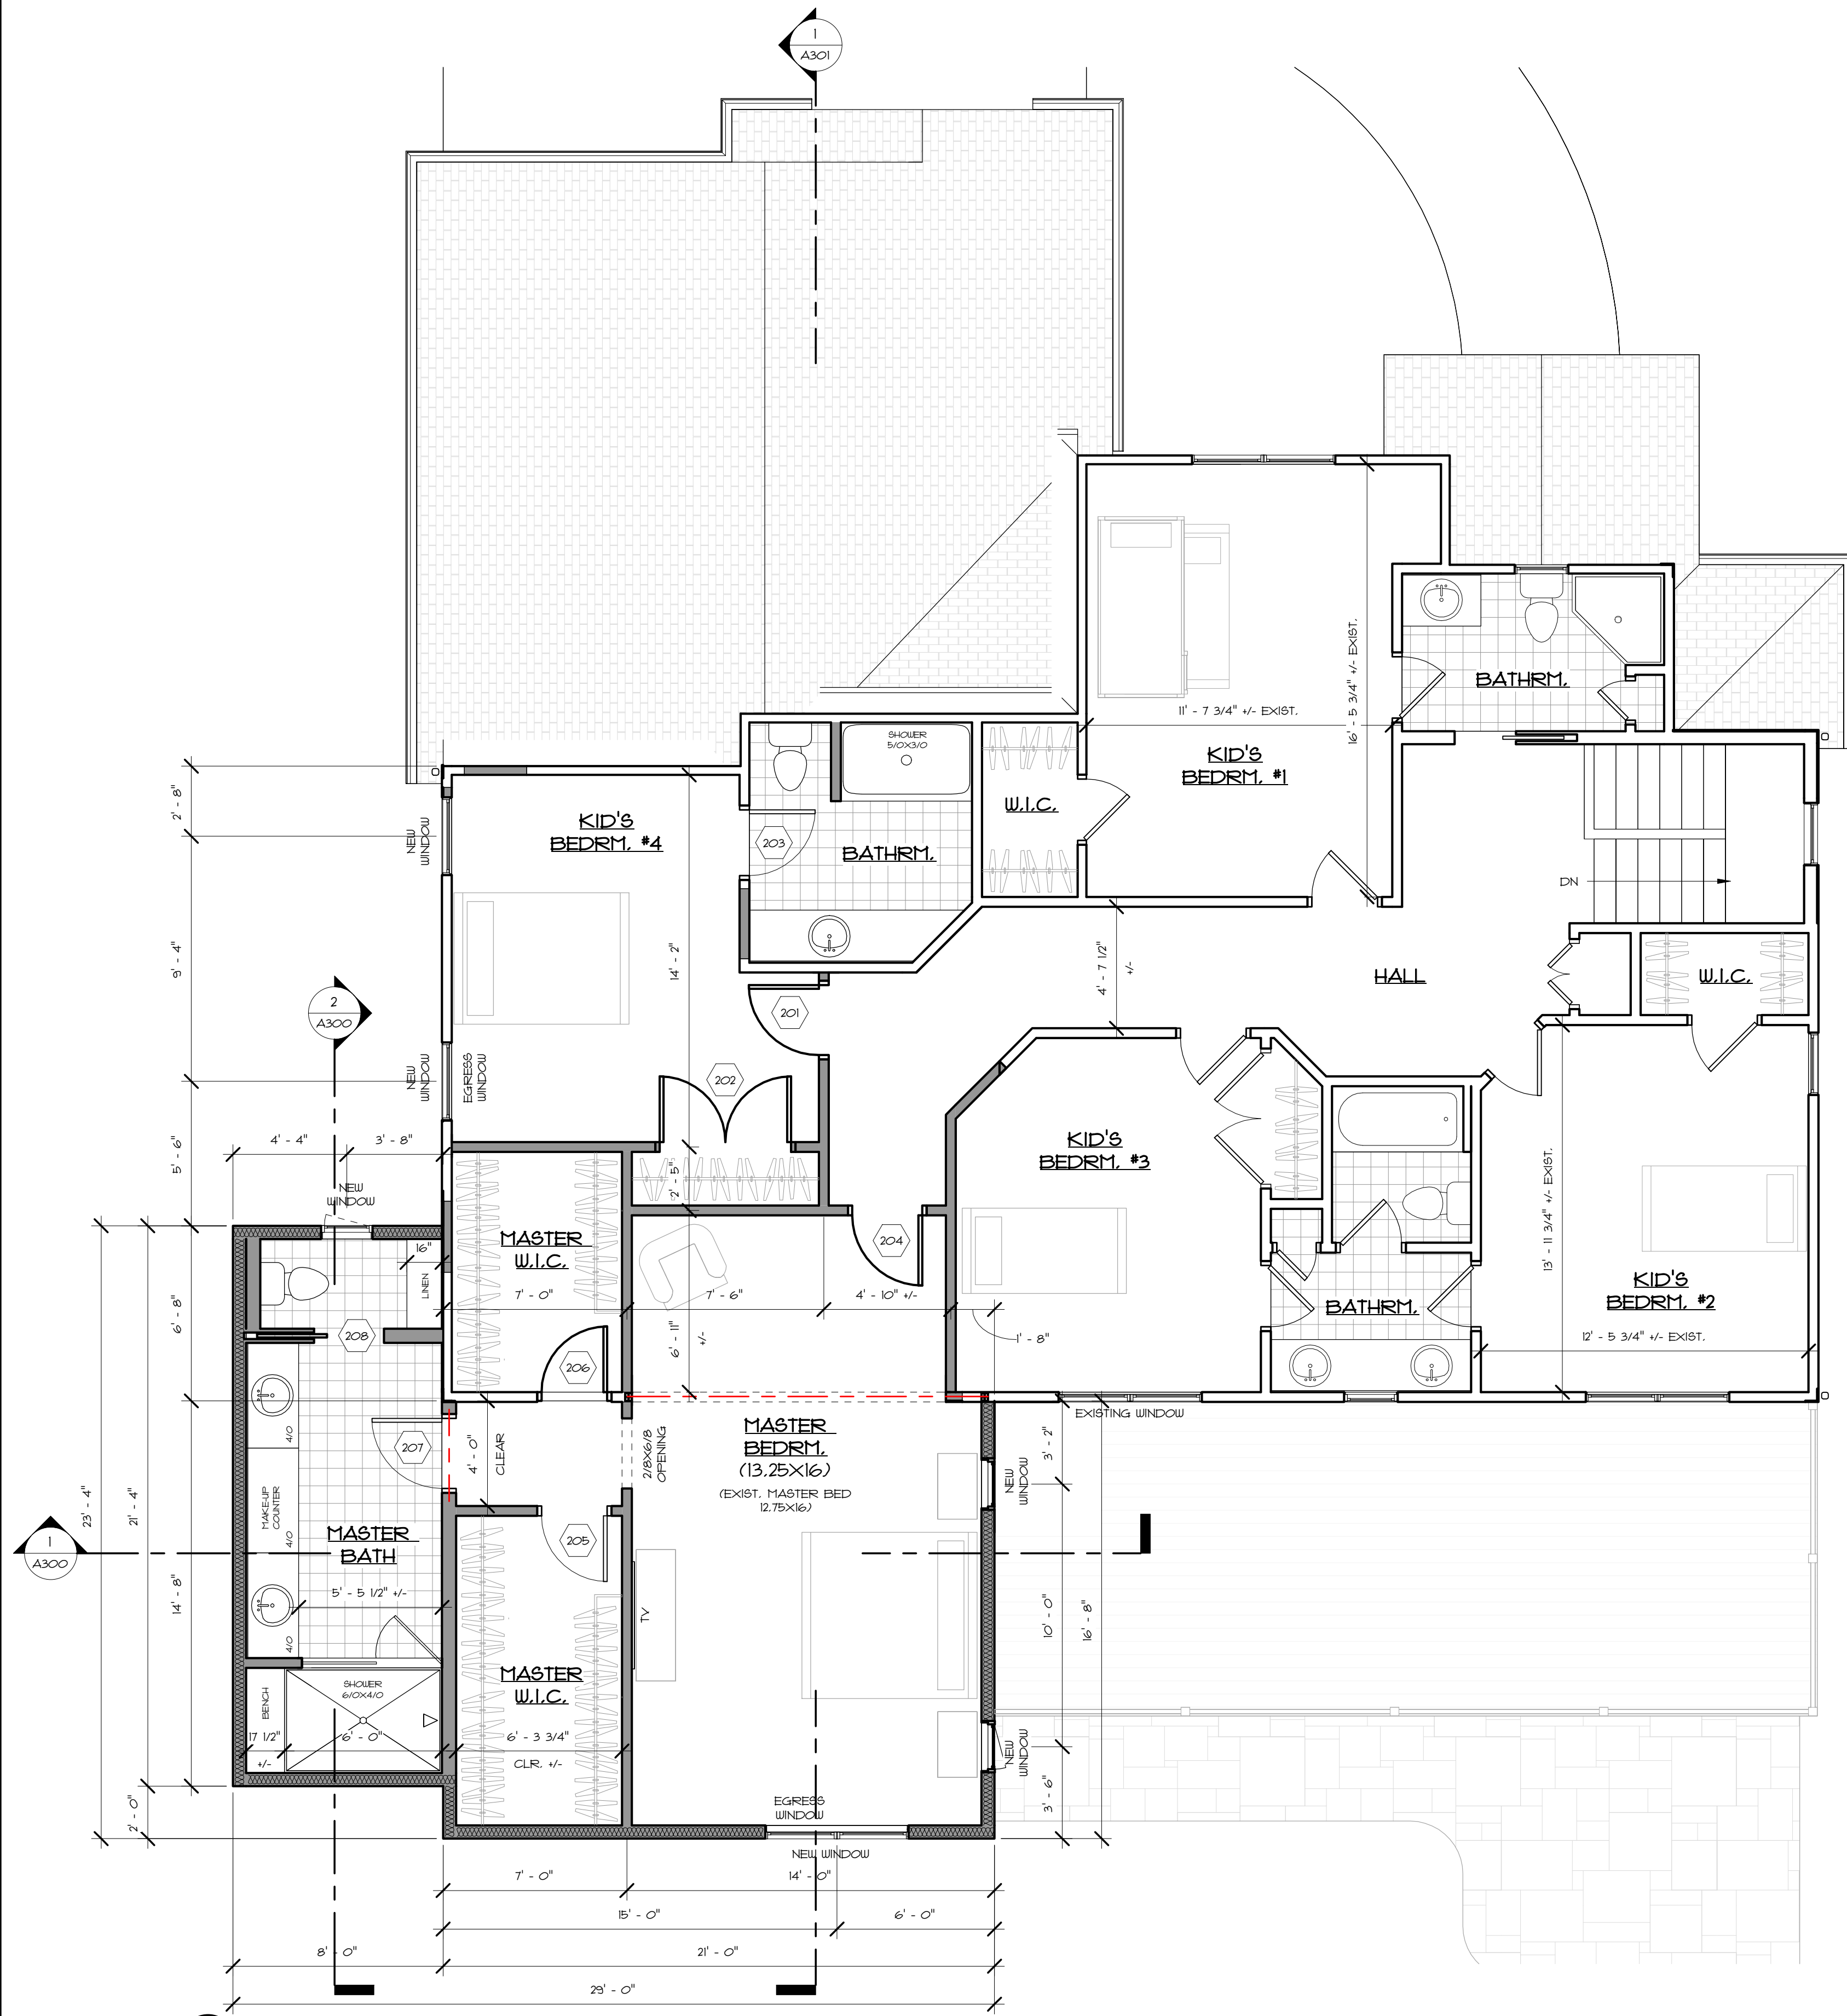 1
A301
11' - 7 3/4" +/- EXIST.
16' - 5 3/4" +/- EXIST.
KID'S
BEDRM. #1
BATHRM.
SHOWER
5/0X3/0
W.I.C.
2' - 8"
NEW
WINDOW
KID'S
BEDRM. #4
203
BATHRM.
DN
9' - 4"
14' - 2"
4' - 7 1/2"
+/-
HALL
W.I.C.
2
A300
201
NEW
WINDOW
EGRESS
WINDOW
202
5' - 6"
4' - 4"
3' - 8"
NEW
WINDOW
2' - 5"
KID'S
BEDRM. #3
13' - 11 3/4" +/- EXIST.
MASTER
W.I.C.
204
16"
LINEN
7' - 0"
7' - 6"
4' - 10" +/-
KID'S
BEDRM. #2
BATHRM.
6' - 8"
208
6' - 11"
+/-
1' - 8"
12' - 5 3/4" +/- EXIST.
206
4/0
207
4' - 0"
CLEAR
2/8X6/8
OPENING
MASTER
BEDRM.
(13.25X16)
(EXIST. MASTER BED
12.75X16)
EXISTING WINDOW
3' - 2"
NEW
WINDOW
23' - 4"
21' - 4"
MAKE-UP
COUNTER
4/0
MASTER
BATH
205
1
A300
14' - 8"
5' - 5 1/2" +/-
4/0
TV
10' - 0"
16' - 8"
BENCH
SHOWER
6/0X4/0
MASTER
W.I.C.
17 1/2"
+/-
6' - 0"
6' - 3 3/4"
CLR. +/-
NEW
WINDOW
3' - 6"
2' - 0"
EGRESS
WINDOW
NEW WINDOW
7' - 0"
14' - 0"
15' - 0"
6' - 0"
8' - 0"
21' - 0"
29' - 0"